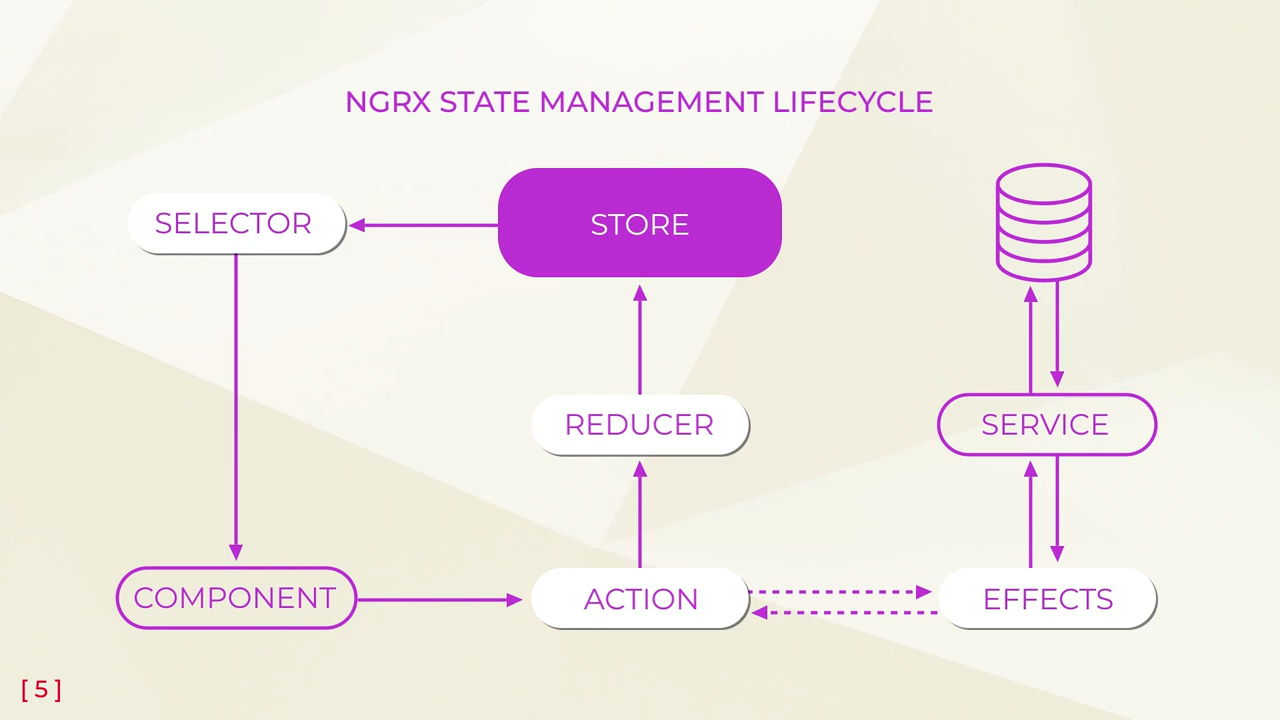 NGRX STATE MANAGEMENT LIFECYCLE
SELECTOR
STORE
REDUCER
SERVICE
COMPONENT
ACTION
EFFECTS
[ 5 ]